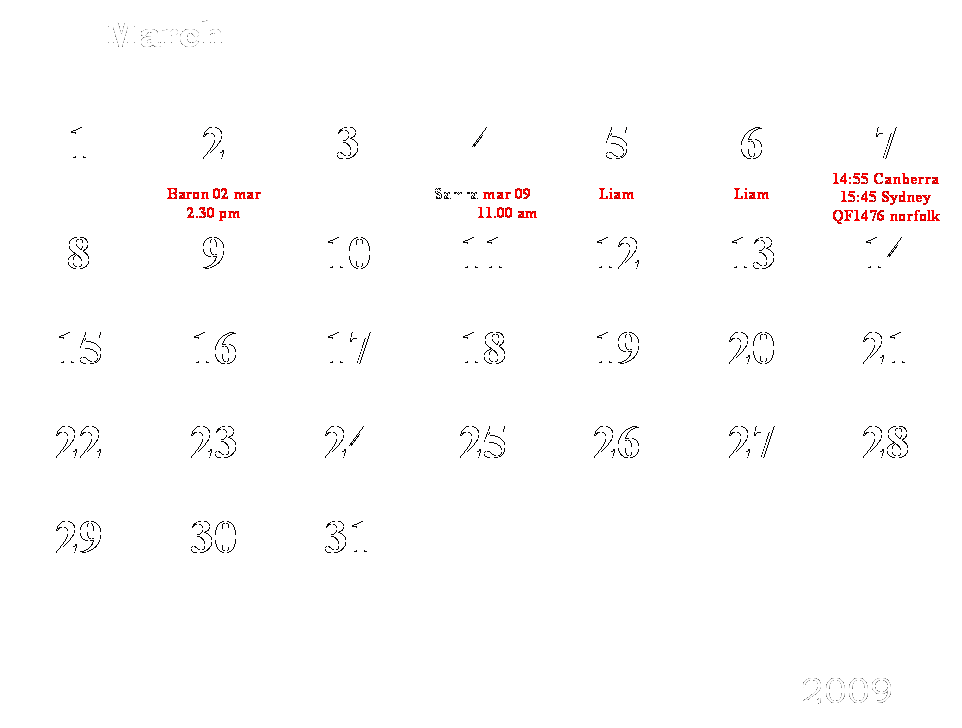 March
1 2 3 4 5 6 7
Baron 02 mar
2.30 pm
mar 09
11.00 am
Liam
Liam
14:55 Canberra
15:45 Sydney
QF1476 norfolk
8 9 10 11 12 13 14
15 16 17 18 19 20 21
22 23 24 25 26 27 28
29 30 31
2009